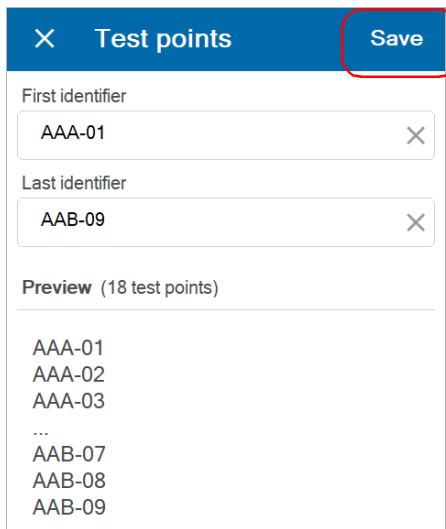 Test points Save
First identifier
AAA-01
Last identifier
AAB-09
Preview (18 test points)
AAA-01
AAA-02
AAA-03
...
AAB-07
AAB-08
AAB-09